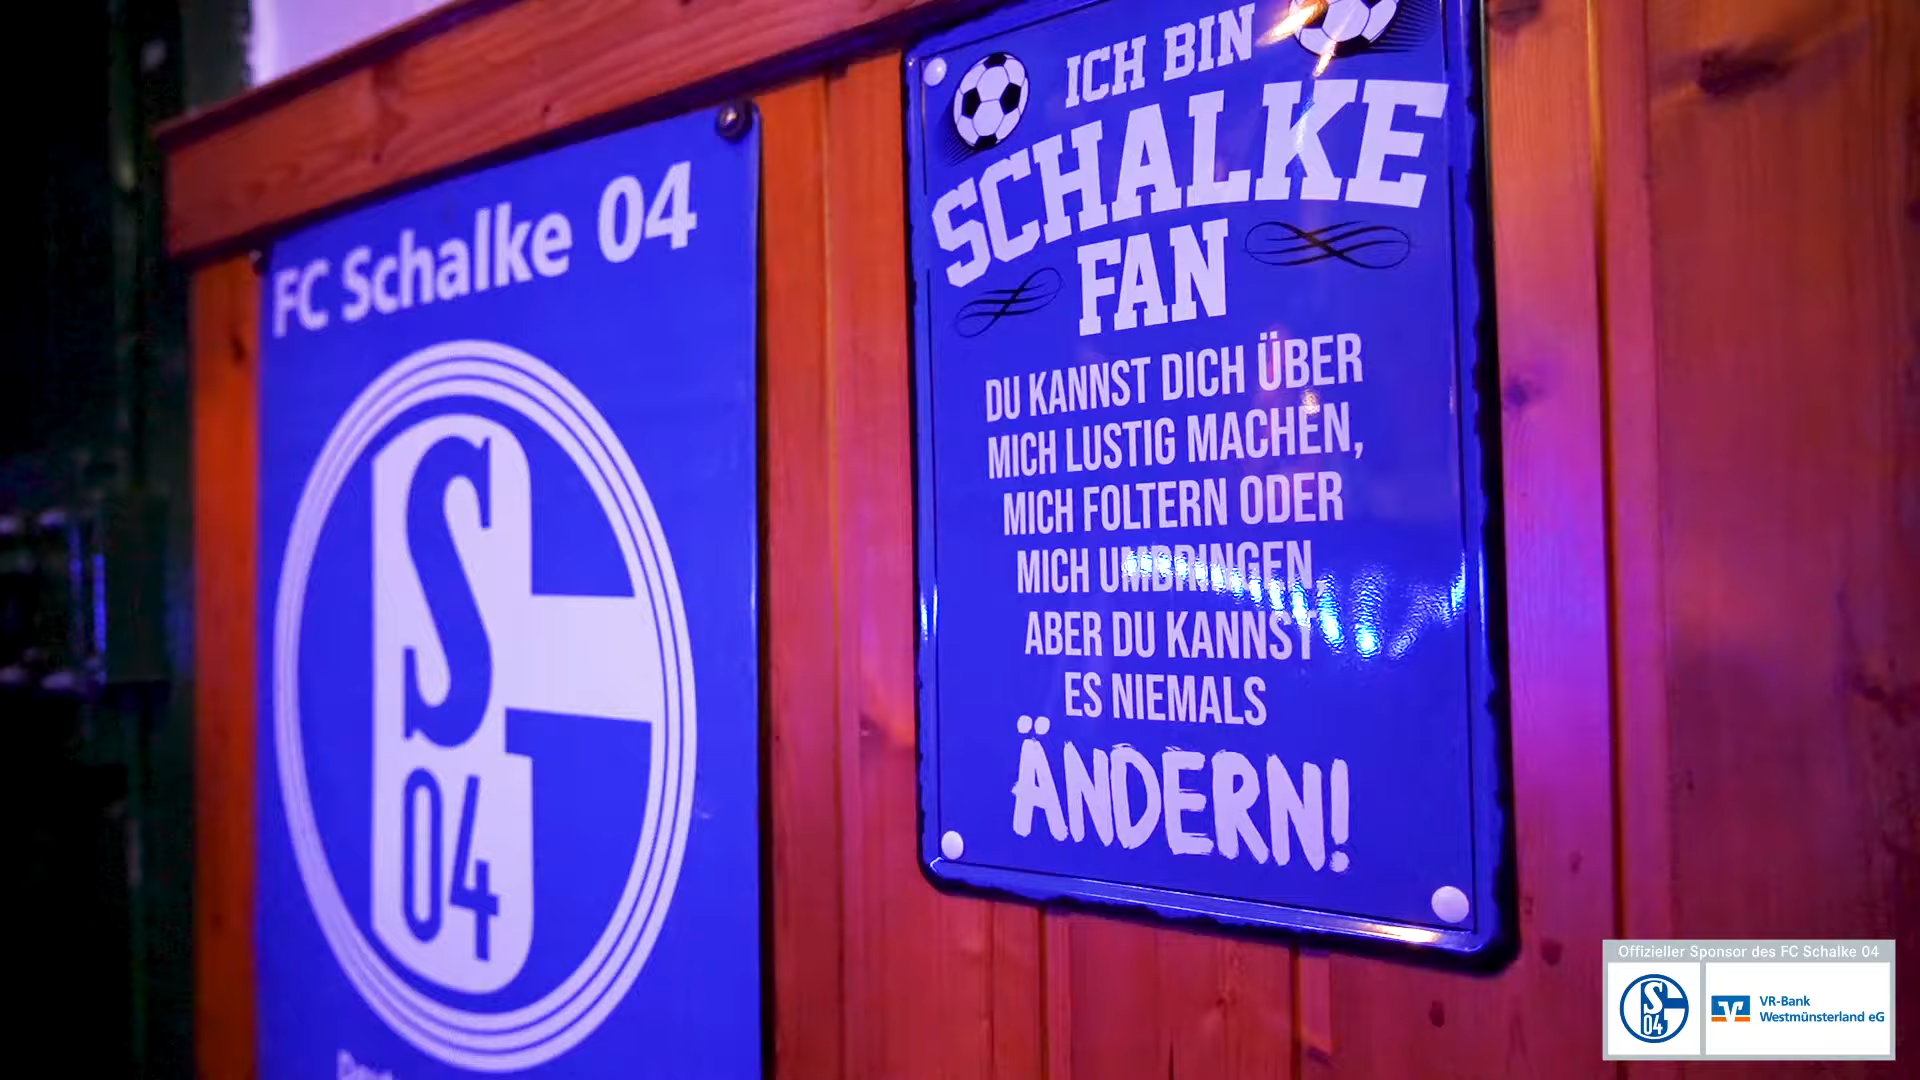 FC Schalke 04
S
04
ICH BIN
SCHALKE
FAN
DU KANNST DICH ÜBER
MICH LUSTIG MACHEN,
MICH FOLTERN ODER
MICH UMBRINGEN,
ABER DU KANNST
ES NIEMALS
ÄNDERN!
Offizieller Sponsor des FC Schalke 04
S
04
VR-Bank
Westmünsterland eG